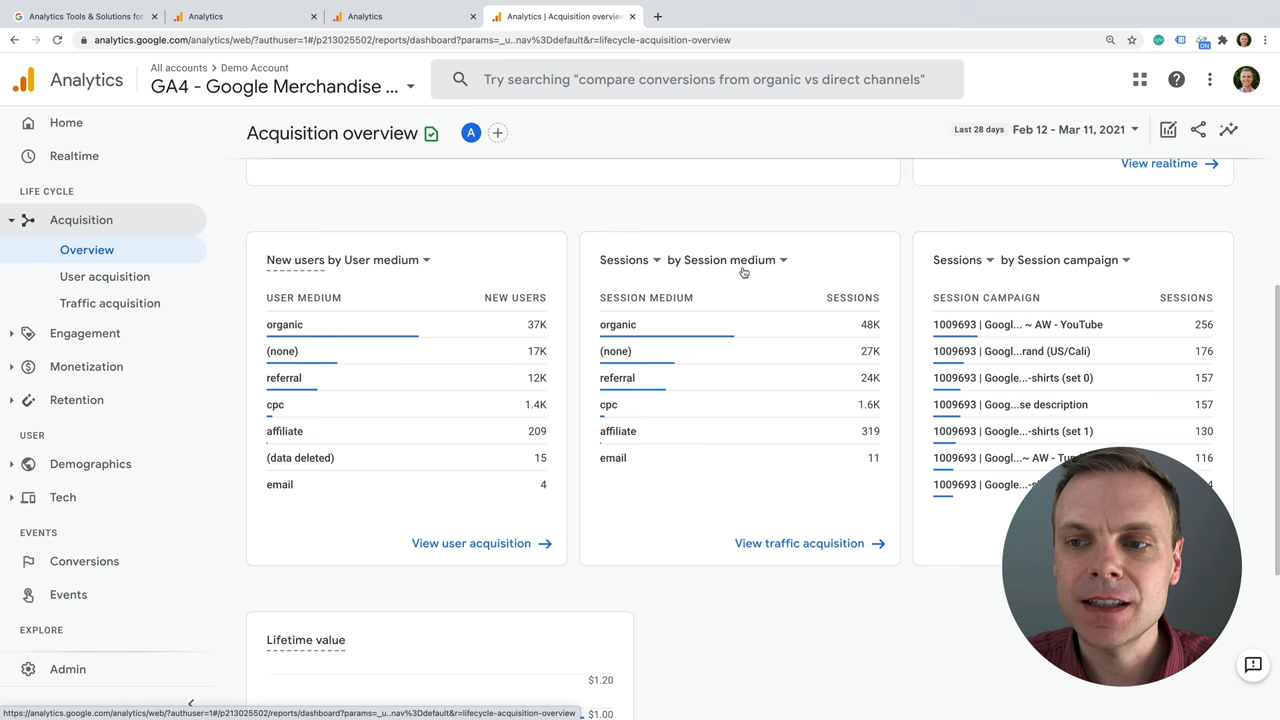 Analytics Tools & Solutions for
Analytics
Analytics
Analytics | Acquisition overview
analytics.google.com/analytics/web/?authuser=1#/p213025502/reports/dashboard?params=_u..nav%3Ddefault&r=lifecycle-acquisition-overview
ON
Analytics
All accounts > Demo Account
GA4 - Google Merchandise ...
Try searching "compare conversions from organic vs direct channels"
Home
Realtime
LIFE CYCLE
Acquisition
Overview
User acquisition
Traffic acquisition
Engagement
Monetization
Retention
USER
Demographics
Tech
EVENTS
Conversions
Events
EXPLORE
Admin
Acquisition overview
A
Last 28 days Feb 12 - Mar 11, 2021
View realtime
New users by User medium
USER MEDIUM NEW USERS
organic 37K
(none) 17K
referral 12K
cpc 1.4K
affiliate 209
(data deleted) 15
email 4
View user acquisition
Sessions by Session medium
SESSION MEDIUM SESSIONS
organic 48K
(none) 27K
referral 24K
cpc 1.6K
affiliate 319
email 11
View traffic acquisition
Sessions by Session campaign
SESSION CAMPAIGN SESSIONS
1009693 | Googl... ~ AW - YouTube 256
1009693 | Googl...rand (US/Cali) 176
1009693 | Google...-shirts (set 0) 157
1009693 | Goog...se description 157
1009693 | Google...-shirts (set 1) 130
1009693 | Googl...~ AW - 116
1009693 | Google...
Lifetime value
$1.20
$1.00
https://analytics.google.com/analytics/web/?authuser=1#/p213025502/reports/dashboard?params=_u..nav%3Ddefault&r=lifecycle-acquisition-overview